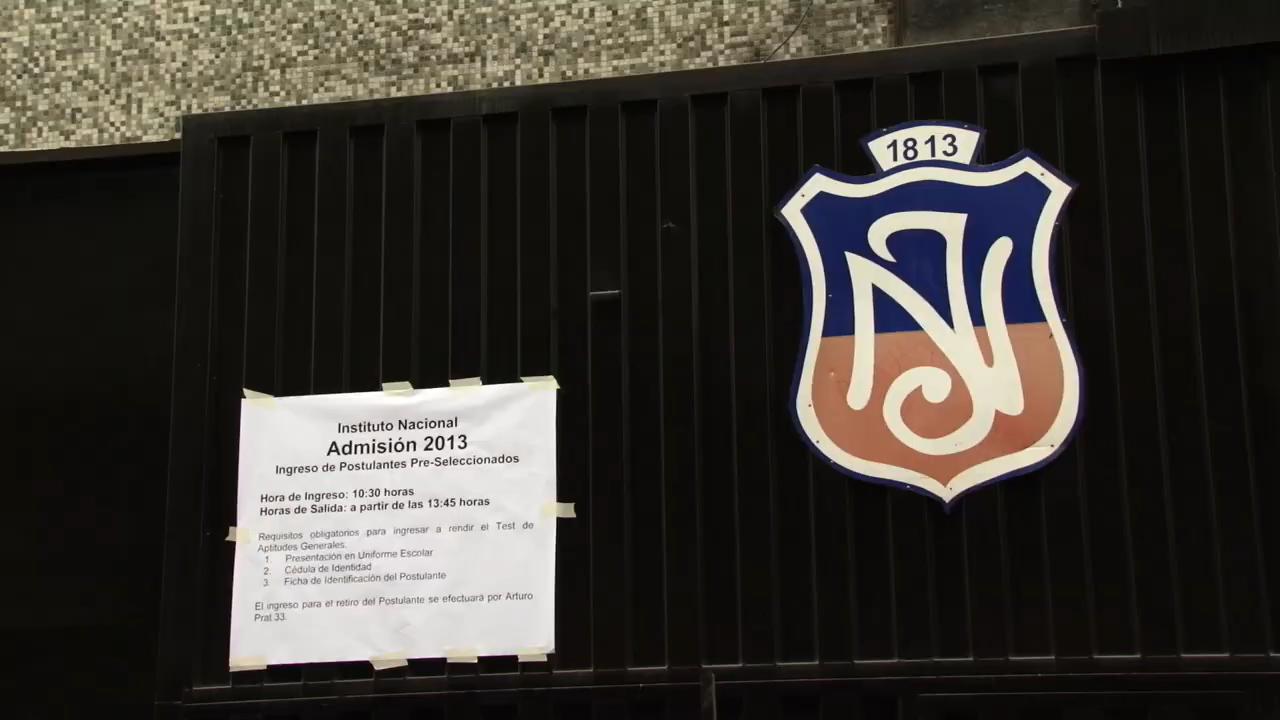 1813
IN
Instituto Nacional
Admisión 2013
Ingreso de Postulantes Pre-Seleccionados
Hora de Ingreso: 10:30 horas
Horas de Salida: a partir de las 13:45 horas
Requisitos obligatorios para ingresar a rendir el Test de
Aptitudes Generales.
1. Presentación en Uniforme Escolar
2. Cédula de Identidad
3. Ficha de Identificación del Postulante
El ingreso para el retiro del Postulante se efectuará por Arturo
Prat 33.